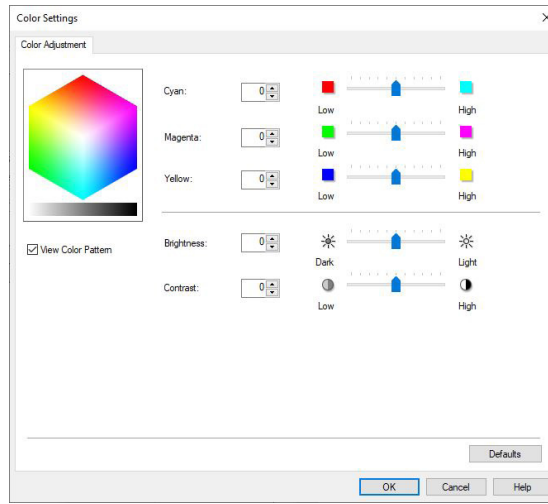 Color Settings
Color Adjustment
Cyan: 0
Low High
Magenta: 0
Low High
Yellow: 0
Low High
View Color Pattern
Brightness: 0
Dark Light
Contrast: 0
Low High
Defaults
OK Cancel Help